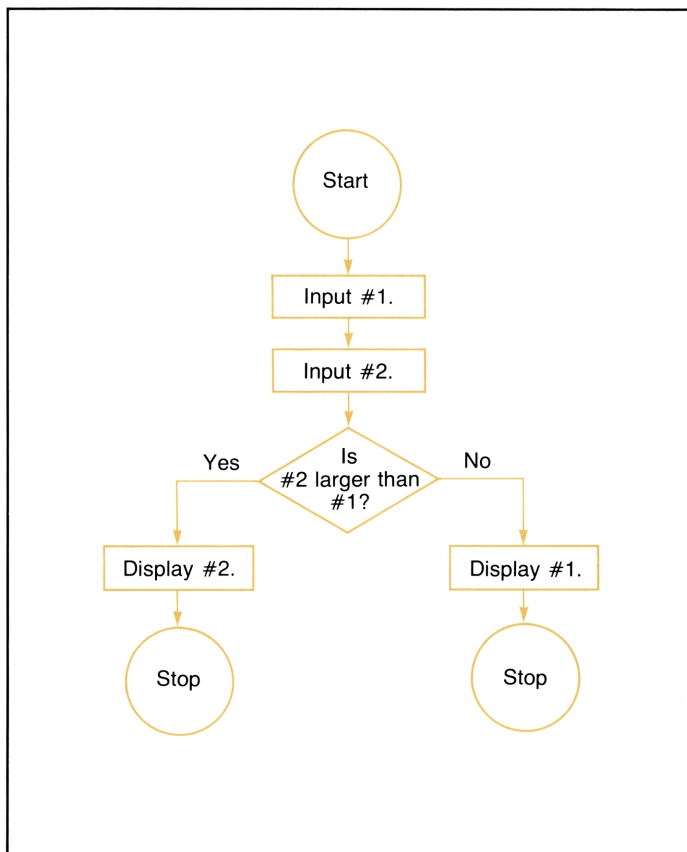 Start
Input #1.
Input #2.
Is
#2 larger than
#1?
Yes
No
Display #2.
Display #1.
Stop
Stop